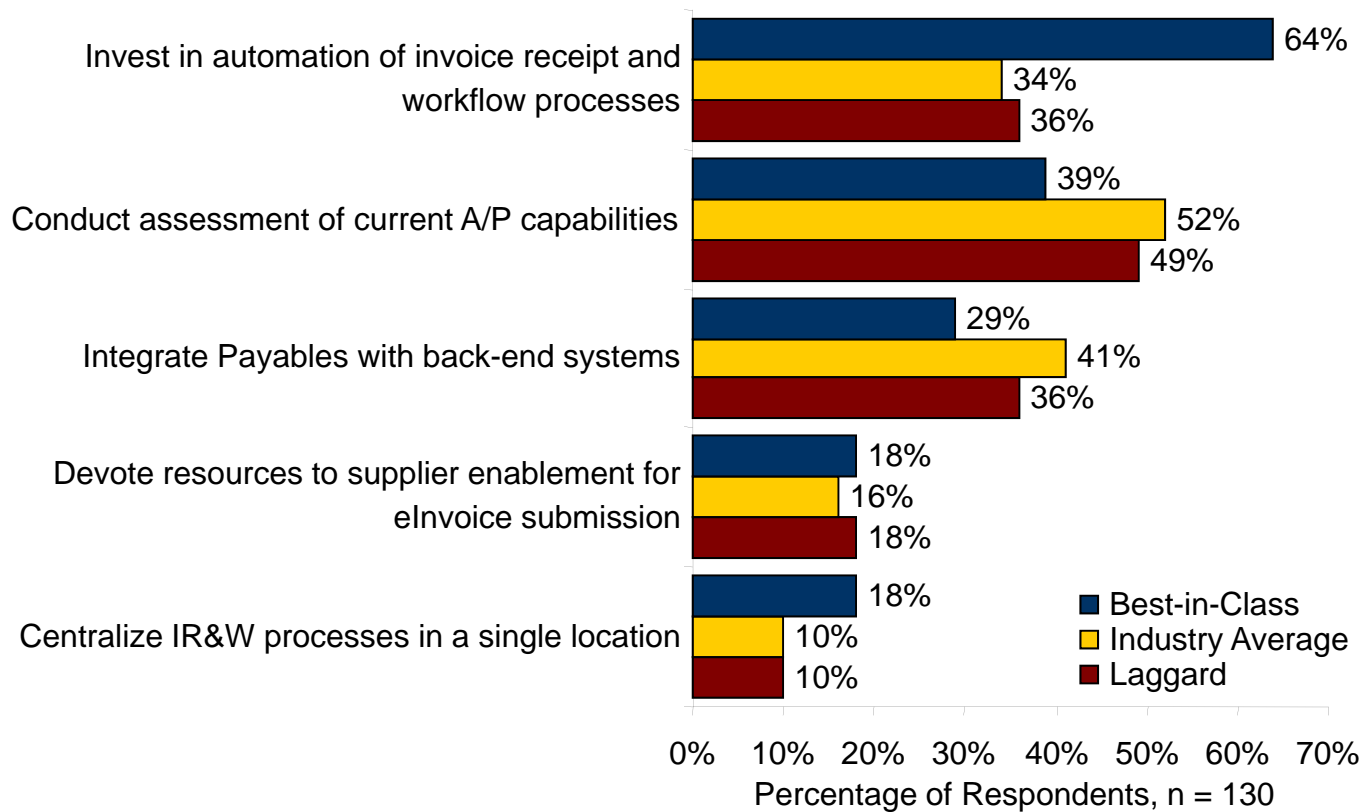 Invest in automation of invoice receipt and
workflow processes
64%
34%
36%
Conduct assessment of current A/P capabilities
39%
52%
49%
Integrate Payables with back-end systems
29%
41%
36%
Devote resources to supplier enablement for
eInvoice submission
18%
16%
18%
Centralize IR&W processes in a single location
18%
10%
10%
Best-in-Class
Industry Average
Laggard
0% 10% 20% 30% 40% 50% 60% 70%
Percentage of Respondents, n = 130